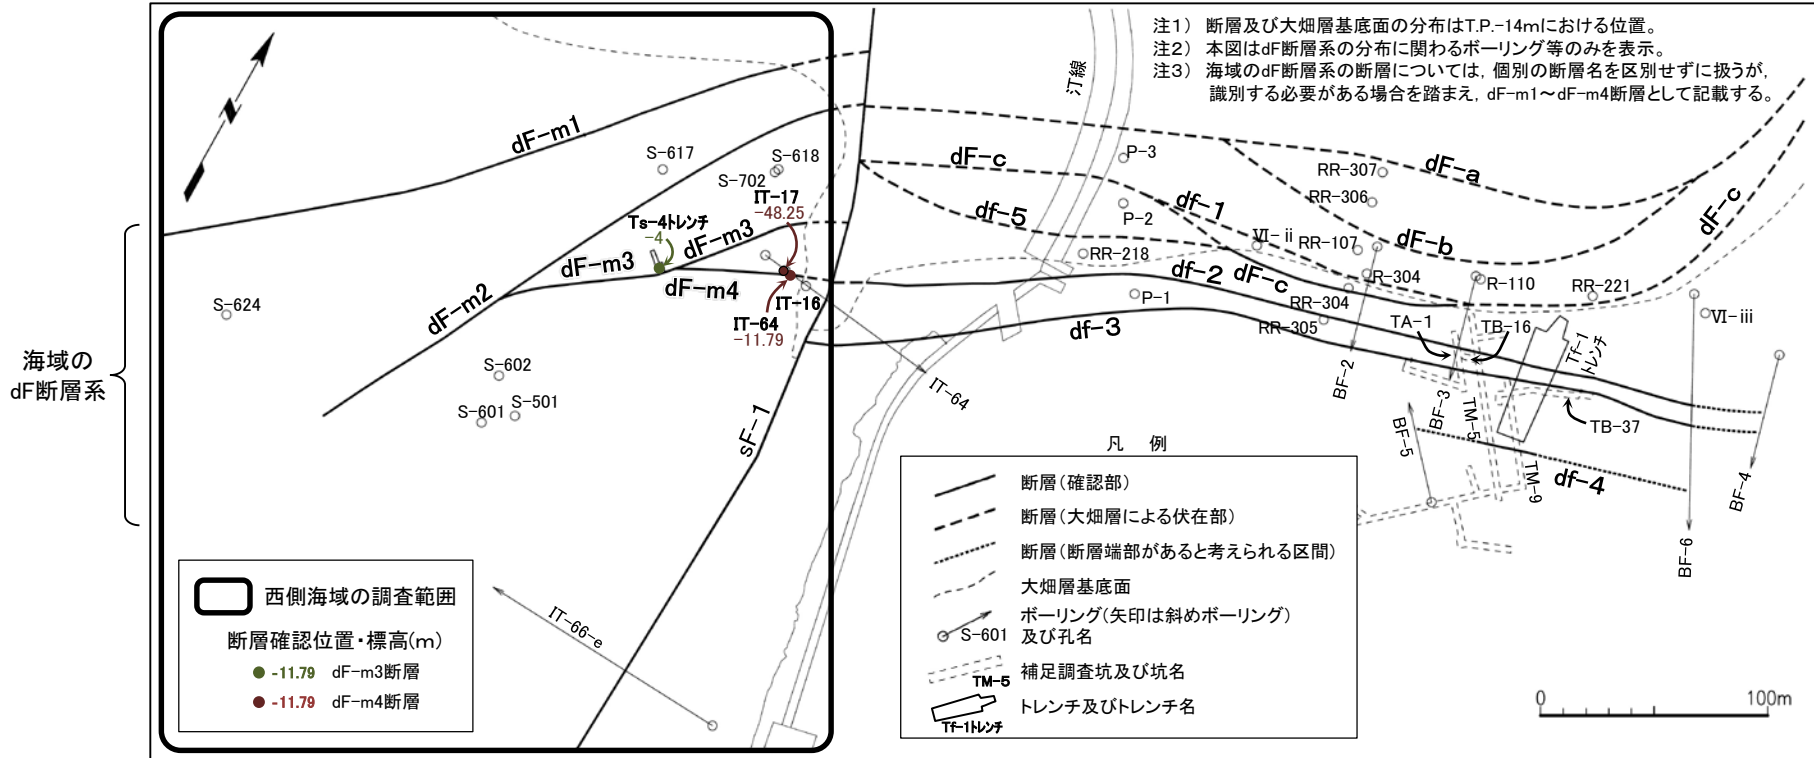 注1) 断層及び大畑層基底面の分布はT.P.-14mにおける位置。
注2) 本図はdF断層系の分布に関わるボーリング等のみを表示。
注3) 海域のdF断層系の断層については,個別の断層名を区別せずに扱うが,
識別する必要がある場合を踏まえ,dF-m1～dF-m4断層として記載する。
N
汀線
dF-m1
S-617
S-618
S-702
IT-17
-48.25
Ts-4トレンチ
-4
dF-m3
dF-m3
dF-m4
dF-m2
IT-16
IT-64
-11.79
S-624
S-602
S-601
S-501
sF-1
IT-66-e
海域の
dF断層系
dF-c
P-3
df-5
df-1
P-2
RR-307
dF-a
RR-306
dF-b
dF-c
VI-ii
RR-107
RR-218
df-2
dF-c
R-304
RR-304
R-110
RR-221
VI-iii
P-1
df-3
RR-305
TA-1
TB-16
Tf-1
トレンチ
IT-64
BF-2
BF-3
TM-5
BF-5
TB-37
TM-9
df-4
BF-4
BF-6
西側海域の調査範囲
断層確認位置・標高(m)
-11.79 dF-m3断層
-11.79 dF-m4断層
凡 例
断層(確認部)
断層(大畑層による伏在部)
断層(断層端部があると考えられる区間)
大畑層基底面
ボーリング(矢印は斜めボーリング)
S-601 及び孔名
補足調査坑及び坑名
TM-5
トレンチ及びトレンチ名
Tf-1トレンチ
0 100m